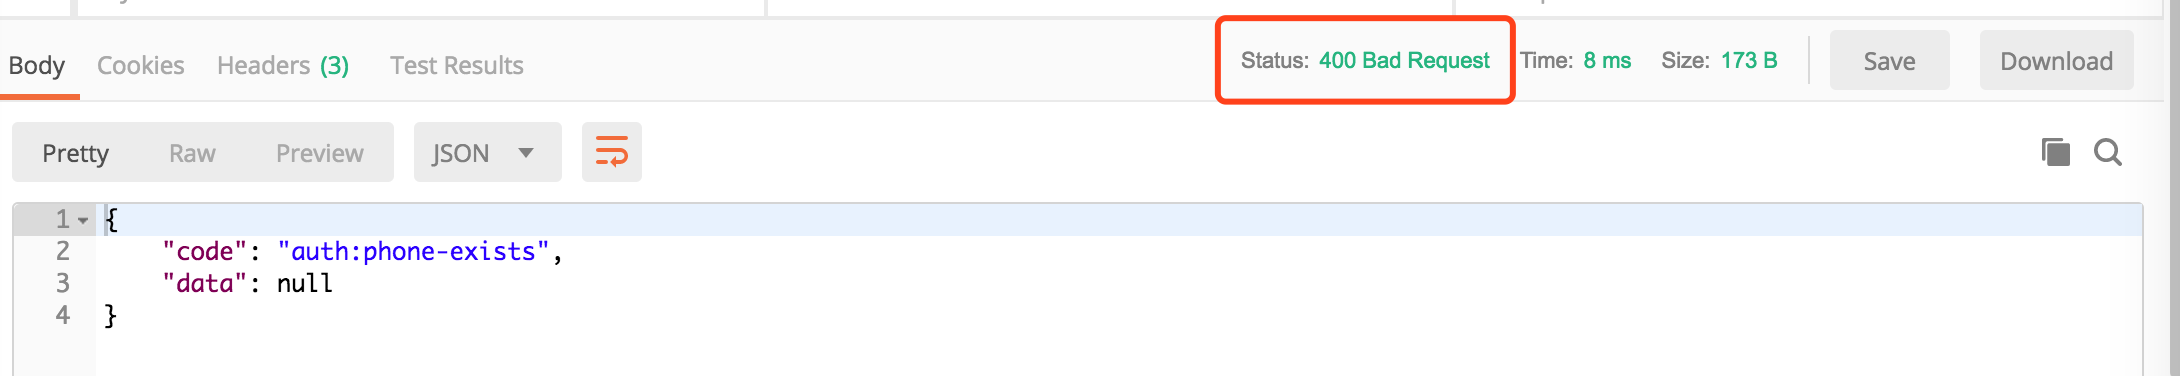 Body Cookies Headers (3) Test Results Status: 400 Bad Request Time: 8 ms Size: 173 B Save Download
Pretty Raw Preview JSON
1 {
2 "code": "auth:phone-exists",
3 "data": null
4 }